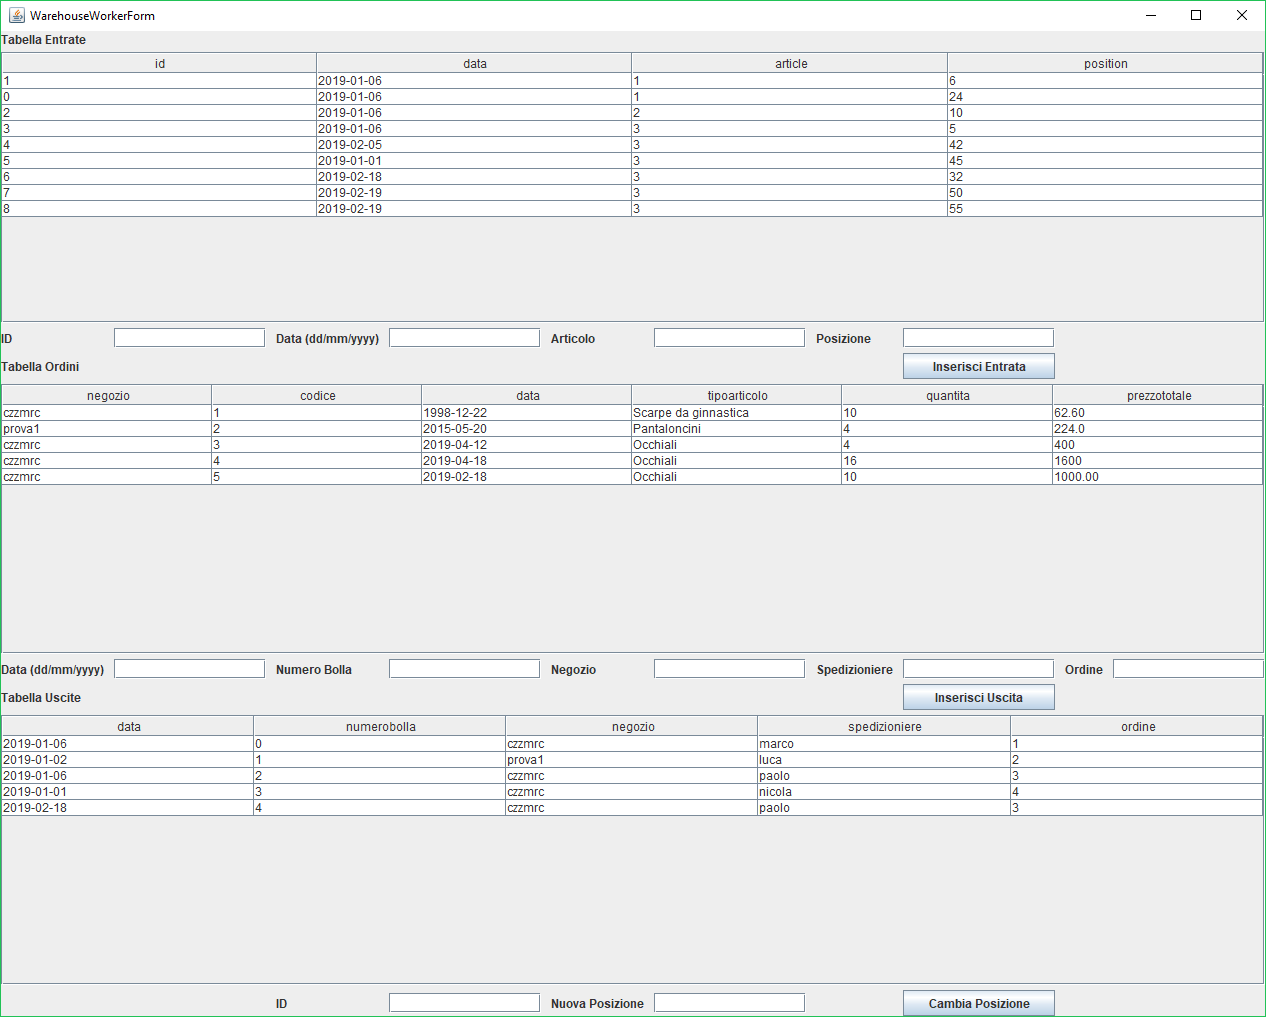 WarehouseWorkerForm
Tabella Entrate
id data article position
1 2019-01-06 1 6
0 2019-01-06 1 24
2 2019-01-06 2 10
3 2019-01-06 3 5
4 2019-02-05 3 42
5 2019-01-01 3 45
6 2019-02-18 3 32
7 2019-02-19 3 50
8 2019-02-19 3 55
ID Data (dd/mm/yyyy) Articolo Posizione
Tabella Ordini Inserisci Entrata
negozio codice data tipoarticolo quantita prezzototale
czzmrc 1 1998-12-22 Scarpe da ginnastica 10 62.60
prova1 2 2015-05-20 Pantaloncini 4 224.0
czzmrc 3 2019-04-12 Occhiali 4 400
czzmrc 4 2019-04-18 Occhiali 16 1600
czzmrc 5 2019-02-18 Occhiali 10 1000.00
Data (dd/mm/yyyy) Numero Bolla Negozio Spedizioniere Ordine
Tabella Uscite Inserisci Uscita
data numerobolla negozio spedizioniere ordine
2019-01-06 0 czzmrc marco 1
2019-01-02 1 prova1 luca 2
2019-01-06 2 czzmrc paolo 3
2019-01-01 3 czzmrc nicola 4
2019-02-18 4 czzmrc paolo 3
ID Nuova Posizione Cambia Posizione